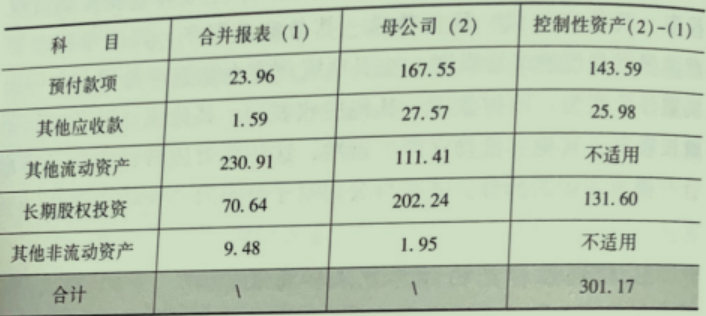 科 目 合并报表(1) 母公司(2) 控制性资产(2)-(1)
预付款项 23.96 167.55 143.59
其他应收款 1.59 27.57 25.98
其他流动资产 230.91 111.41 不适用
长期股权投资 70.64 202.24 131.60
其他非流动资产 9.48 1.95 不适用
合计 \ \ 301.17